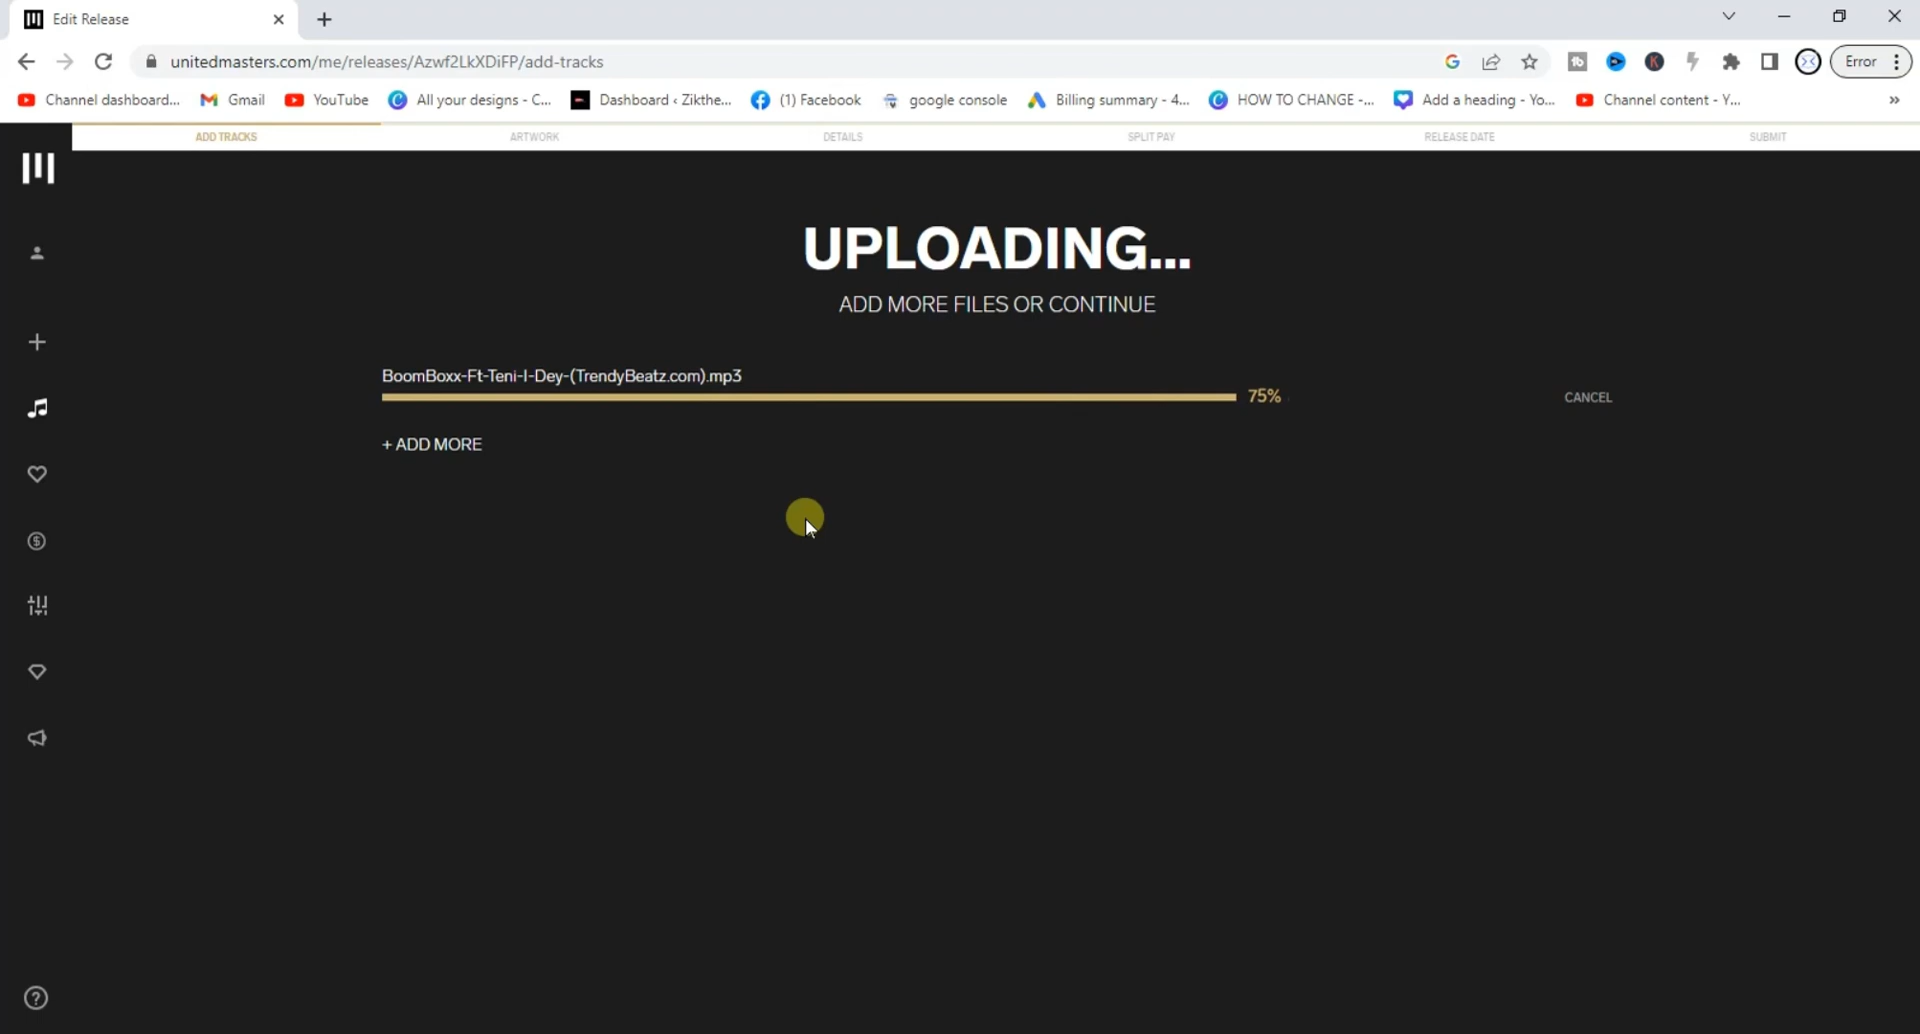 Edit Release
unitedmasters.com/me/releases/Azwf2LkXDiFP/add-tracks
Error
Channel dashboard... Gmail YouTube All your designs - C... Dashboard ‹ Zikthe... (1) Facebook google console Billing summary - 4... HOW TO CHANGE -... Add a heading - Yo... Channel content - Y... »
ADD TRACKS ARTWORK DETAILS SPLIT PAY RELEASE DATE SUBMIT
UPLOADING...
ADD MORE FILES OR CONTINUE
BoomBoxx-Ft-Teni-I-Dey-(TrendyBeatz.com).mp3
75% CANCEL
+ ADD MORE